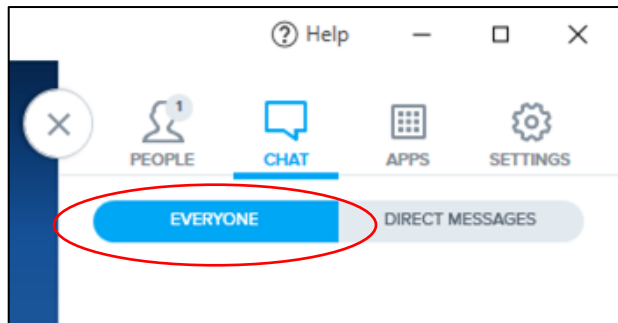 Help
1
PEOPLE CHAT APPS SETTINGS
EVERYONE DIRECT MESSAGES